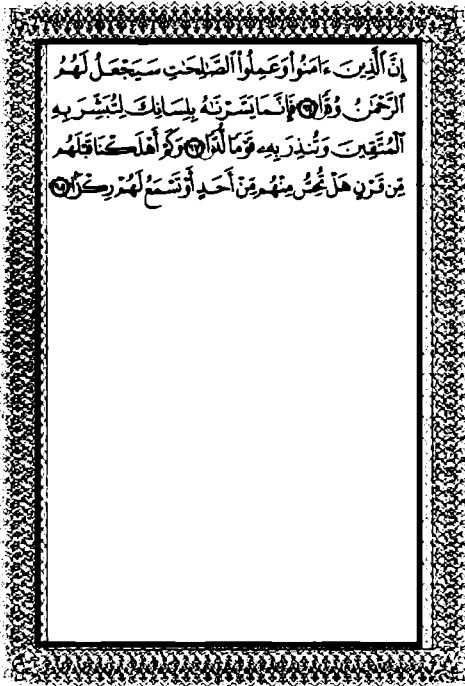 إِنَّ ٱلَّذِينَ ءَامَنُوا۟ وَعَمِلُوا۟ ٱلصَّـٰلِحَـٰتِ سَيَجْعَلُ لَهُمُ
ٱلرَّحْمَـٰنُ وُدًّا ٩٦ فَإِنَّمَا يَسَّرْنَـٰهُ بِلِسَانِكَ لِتُبَشِّرَ بِهِ
ٱلْمُتَّقِينَ وَتُنذِرَ بِهِۦ قَوْمًا لُّدًّا ٩٧ وَكَمْ أَهْلَكْنَا قَبْلَهُم
مِّن قَرْنٍ هَلْ تُحِسُّ مِنْهُم مِّنْ أَحَدٍ أَوْ تَسْمَعُ لَهُمْ رِكْزًۢا ٩٨